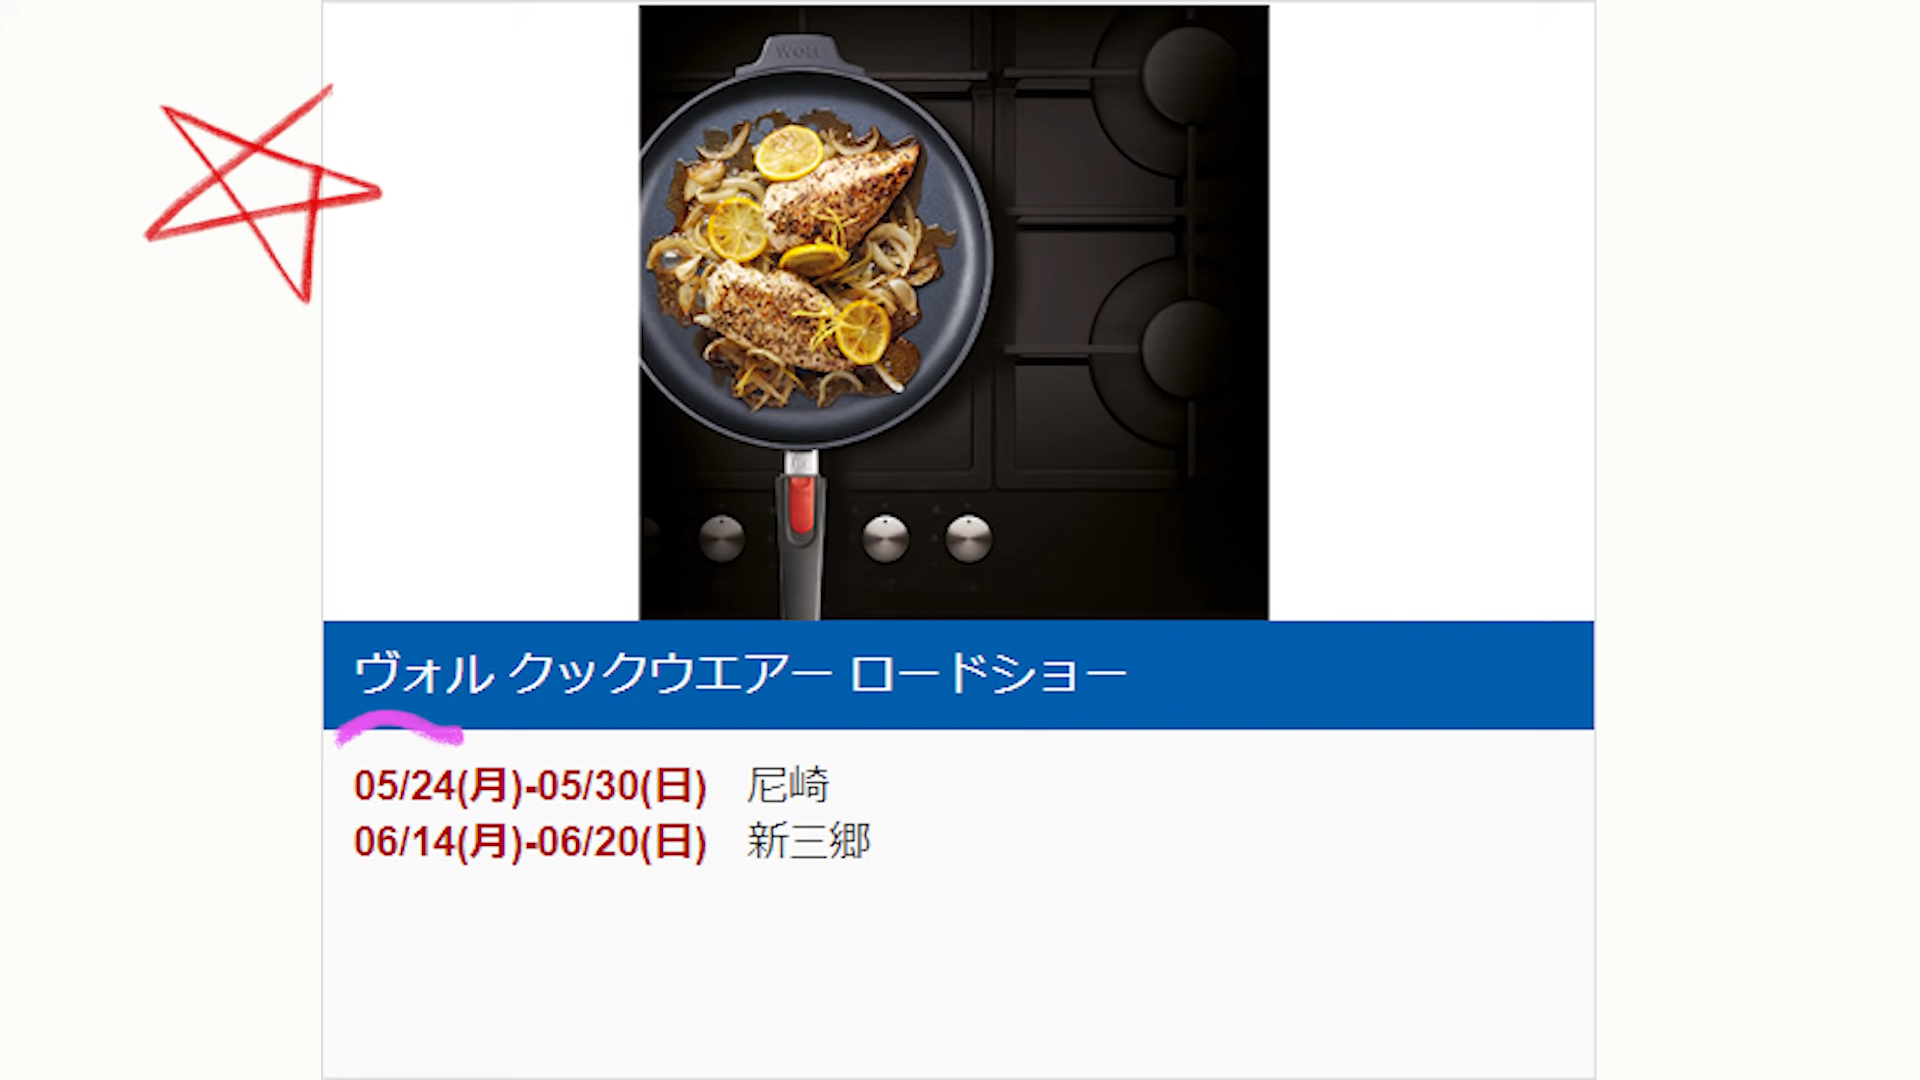 WOLL
ヴォル クックウエアー ロードショー
05/24(月)-05/30(日) 尼崎
06/14(月)-06/20(日) 新三郷